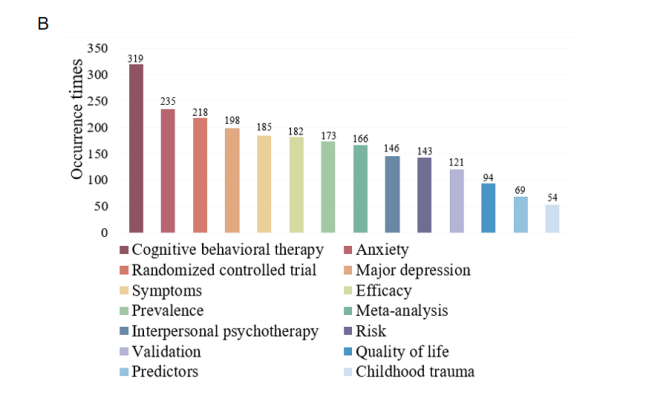 B
Occurrence times
350
300
250
200
150
100
50
0
319
235
218
198
185
182
173
166
146
143
121
94
69
54
Cognitive behavioral therapy Anxiety
Randomized controlled trial Major depression
Symptoms Efficacy
Prevalence Meta-analysis
Interpersonal psychotherapy Risk
Validation Quality of life
Predictors Childhood trauma